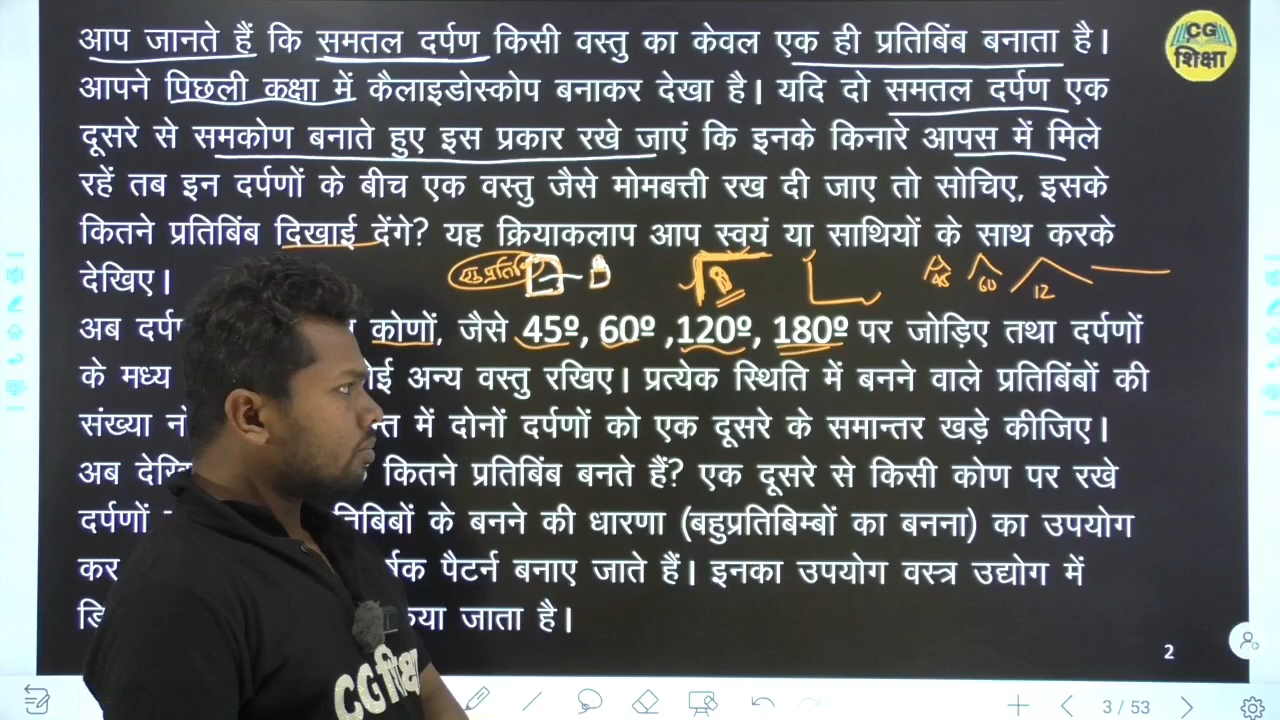 आप जानते हैं कि समतल दर्पण किसी वस्तु का केवल एक ही प्रतिबिंब बनाता है।
CG
शिक्षा
आपने पिछली कक्षा में कैलाइडोस्कोप बनाकर देखा है। यदि दो समतल दर्पण एक
दूसरे से समकोण बनाते हुए इस प्रकार रखे जाएं कि इनके किनारे आपस में मिले
रहें तब इन दर्पणों के बीच एक वस्तु जैसे मोमबत्ती रख दी जाए तो सोचिए, इसके
कितने प्रतिबिंब दिखाई देंगे? यह क्रियाकलाप आप स्वयं या साथियों के साथ करके
देखिए।
45 60 12
अब कोणों, जैसे 45º, 60º ,120º, 180º पर जोड़िए तथा दर्पणों
के मध्य अन्य वस्तु रखिए। प्रत्येक स्थिति में बनने वाले प्रतिबिंबों की
संख्या में दोनों दर्पणों को एक दूसरे के समान्तर खड़े कीजिए।
अब कितने प्रतिबिंब बनते हैं? एक दूसरे से किसी कोण पर रखे
दर्पणों के बनने की धारणा (बहुप्रतिबिम्बों का बनना) का उपयोग
कर पैटर्न बनाए जाते हैं। इनका उपयोग वस्त्र उद्योग में
जाता है।
2
CG शिक्षा
3 / 53